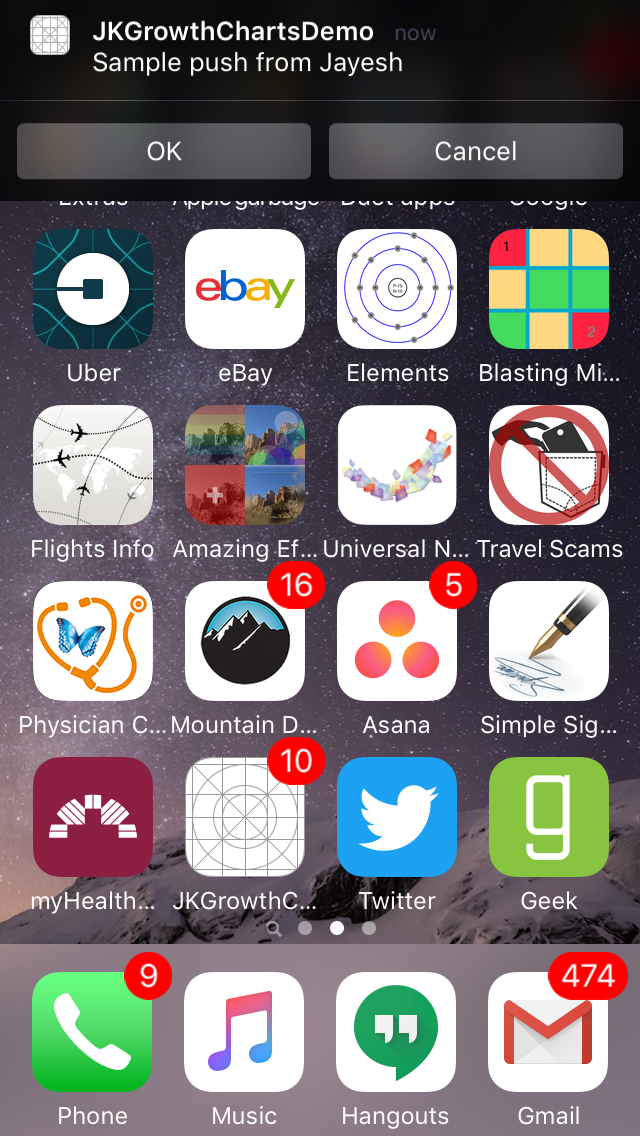 JKGrowthChartsDemo now
Sample push from Jayesh
OK Cancel
Extras Apple garbage Duet apps Google
ebay
P-15
N-15
1
2
Uber eBay Elements Blasting Mi...
Flights Info Amazing Ef... Universal N... Travel Scams
16 5
Physician C... Mountain D... Asana Simple Sig...
10
g
myHealth... JKGrowthC... Twitter Geek
9 474
Phone Music Hangouts Gmail